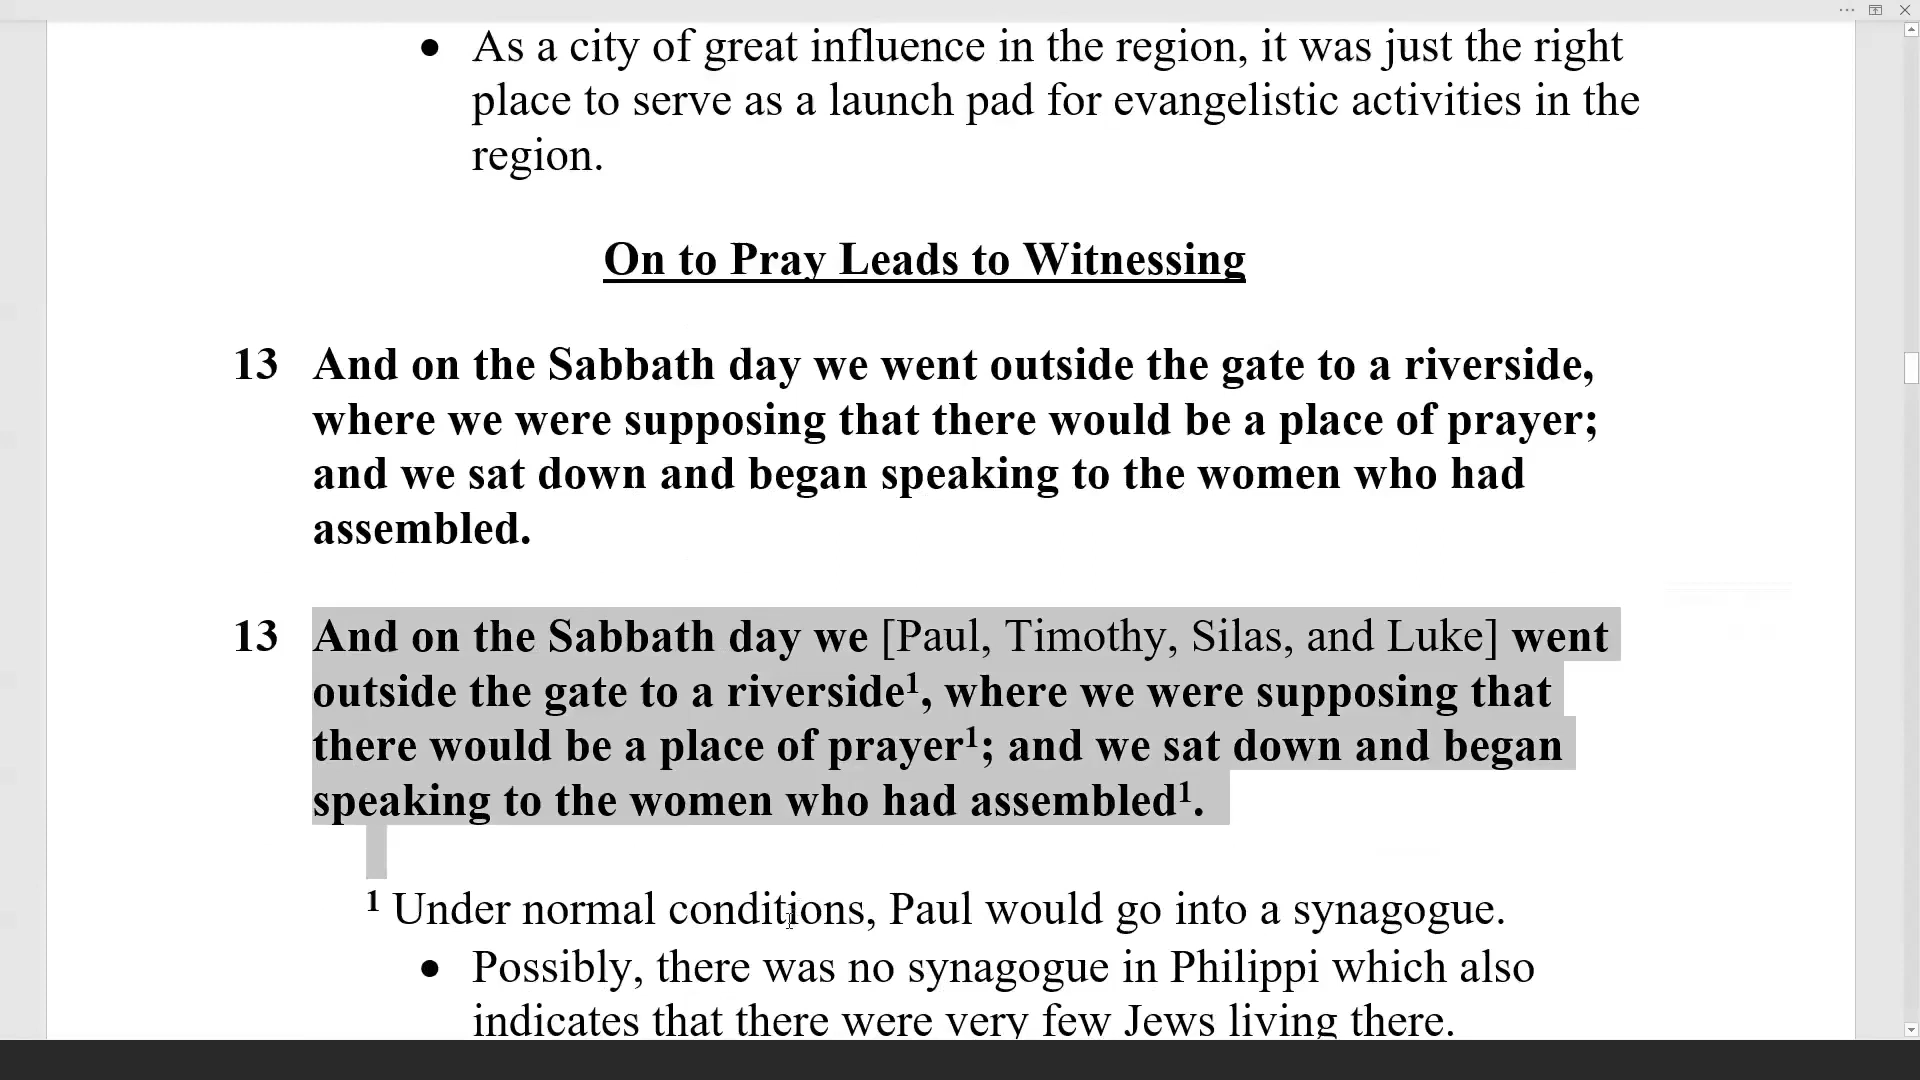 • As a city of great influence in the region, it was just the right
place to serve as a launch pad for evangelistic activities in the
region.
On to Pray Leads to Witnessing
13 And on the Sabbath day we went outside the gate to a riverside,
where we were supposing that there would be a place of prayer;
and we sat down and began speaking to the women who had
assembled.
13 And on the Sabbath day we [Paul, Timothy, Silas, and Luke] went
outside the gate to a riverside¹, where we were supposing that
there would be a place of prayer¹; and we sat down and began
speaking to the women who had assembled¹.
¹ Under normal conditions, Paul would go into a synagogue.
• Possibly, there was no synagogue in Philippi which also
indicates that there were very few Jews living there.